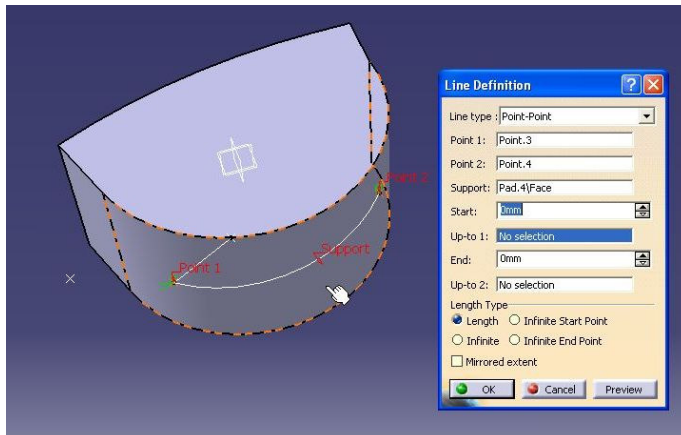 Point 2
Support
Point 1
Line Definition
Line type : Point-Point
Point 1: Point.3
Point 2: Point.4
Support: Pad.4\Face
Start: 0mm
Up-to 1: No selection
End: 0mm
Up-to 2: No selection
Length Type
Length Infinite Start Point
Infinite Infinite End Point
Mirrored extent
OK Cancel Preview